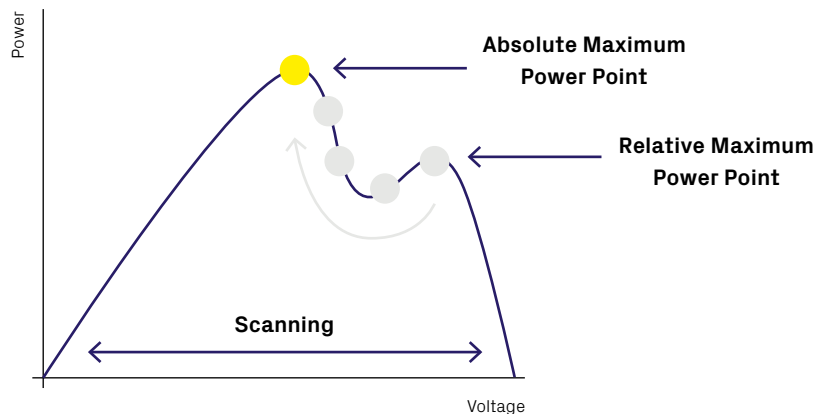 Power
Absolute Maximum
Power Point
Relative Maximum
Power Point
Scanning
Voltage